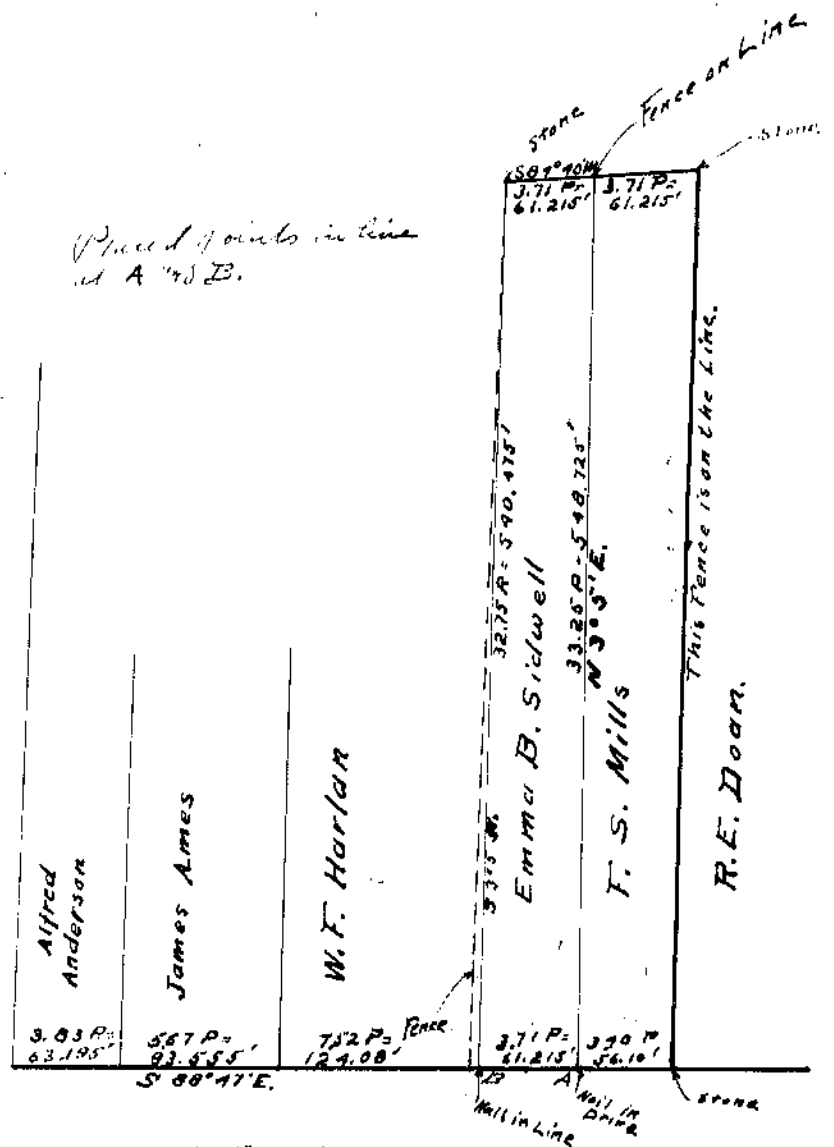 Fence on Line
Stone
Stone
S 89° 40' W
3.71 P=
61.215'
3.71 P=
61.215'
Placed points in line
at A and B.
This Fence is on the Line.
32.75 P = 540.475'
33.25 P = 548.725'
N 3° 5' E.
Emma B. Sidwell
F. S. Mills
R. E. Doan.
W. F. Harlan
James Ames
Alfred
Anderson
3.83 P=
63.195'
83.555'
7.52 P=
124.08'
Fence
3.71 P=
61.215'
56.10'
S 88° 47' E.
B
A
Nail in Line
Nail in
Drive
Stone